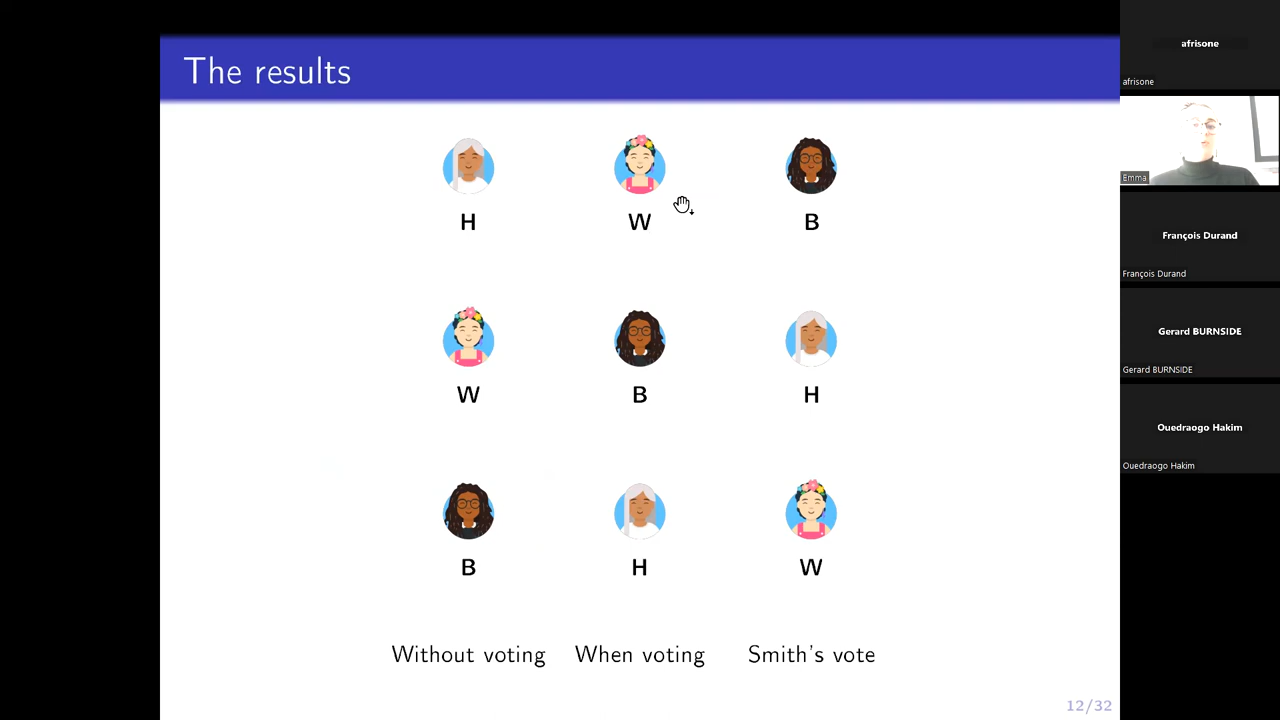 The results
H W B
W B H
B H W
Without voting When voting Smith's vote
12/32
afrisone
afrisone
Emma
François Durand
François Durand
Gerard BURNSIDE
Gerard BURNSIDE
Ouedraogo Hakim
Ouedraogo Hakim